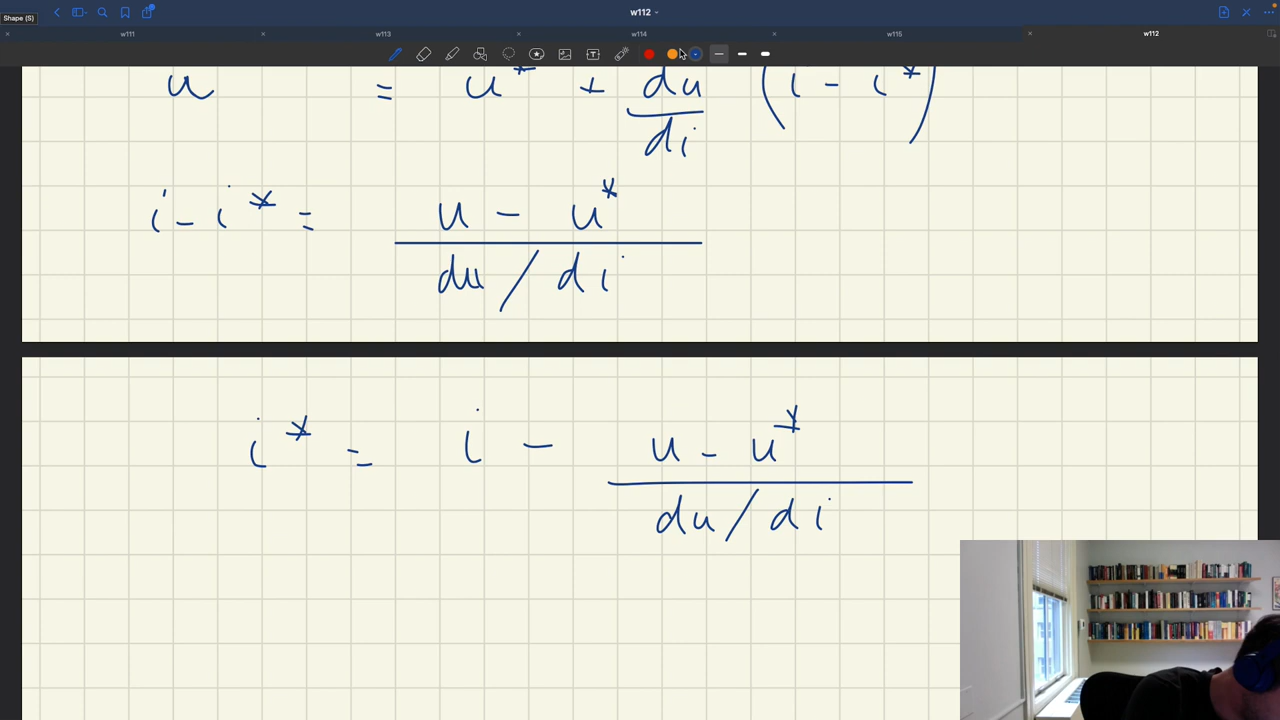 w112
Shape (S)
w111 w113 w114 w115 w112
u = u* + du/di (i - i*)
i - i* = u - u* / du/di
i* = i - u - u* / du/di